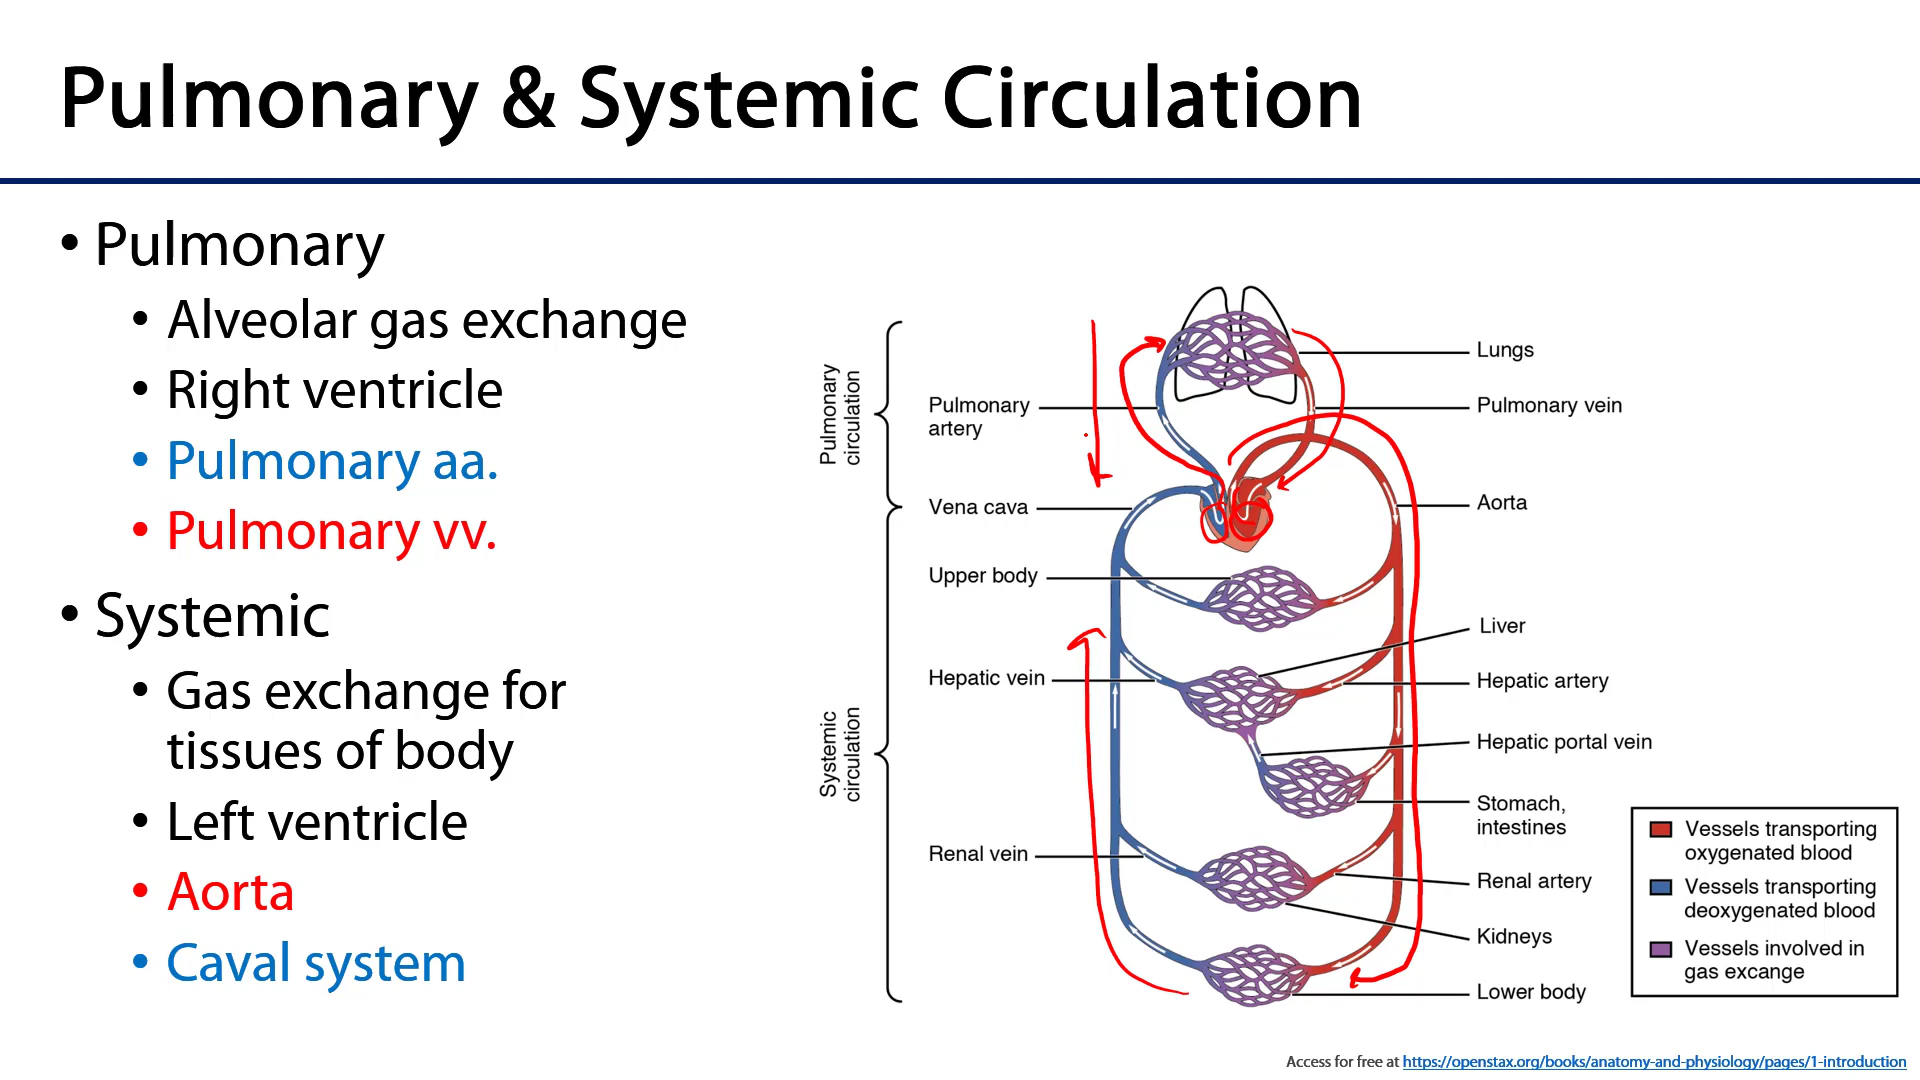 Pulmonary & Systemic Circulation
• Pulmonary
• Alveolar gas exchange
• Right ventricle
• Pulmonary aa.
• Pulmonary vv.
• Systemic
• Gas exchange for
tissues of body
• Left ventricle
• Aorta
• Caval system
Pulmonary
circulation
Systemic
circulation
Pulmonary
artery
Vena cava
Upper body
Hepatic vein
Renal vein
Lungs
Pulmonary vein
Aorta
Liver
Hepatic artery
Hepatic portal vein
Stomach,
intestines
Renal artery
Kidneys
Lower body
Vessels transporting
oxygenated blood
Vessels transporting
deoxygenated blood
Vessels involved in
gas excange
Access for free at https://openstax.org/books/anatomy-and-physiology/pages/1-introduction